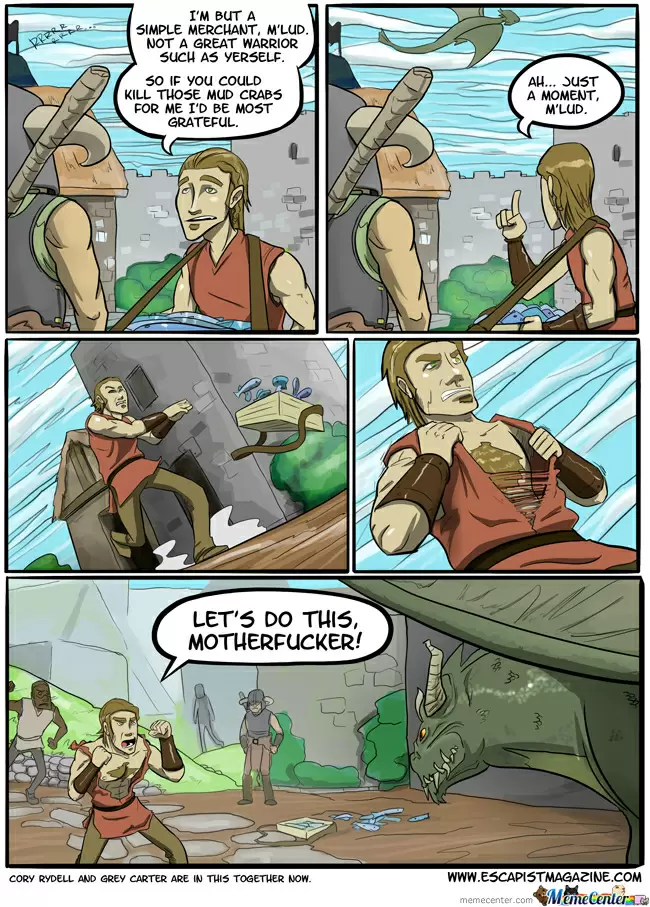 RRRRR
RRRR...
I'M BUT A
SIMPLE MERCHANT, M'LUD.
NOT A GREAT WARRIOR
SUCH AS YERSELF.
SO IF YOU COULD
KILL THOSE MUD CRABS
FOR ME I'D BE MOST
GRATEFUL.
AH... JUST
A MOMENT,
M'LUD.
LET'S DO THIS,
MOTHERFUCKER!
CORY RYDELL AND GREY CARTER ARE IN THIS TOGETHER NOW.
WWW.ESCAPISTMAGAZINE.COM
memecenter.com MemeCenter